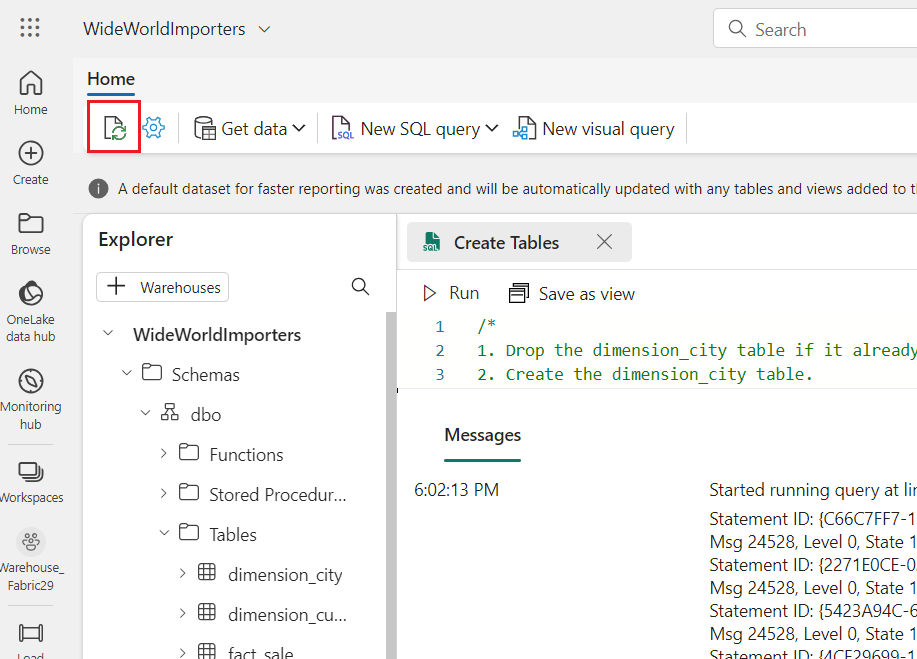 WideWorldImporters
Search
Home
Home
Get data
New SQL query
New visual query
Create
A default dataset for faster reporting was created and will be automatically updated with any tables and views added to
Browse
Explorer
Create Tables
Warehouses
Run
Save as view
OneLake
data hub
1 /*
2 1. Drop the dimension_city table if it already
3 2. Create the dimension_city table.
WideWorldImporters
Schemas
Monitoring
hub
dbo
Functions
Messages
Workspaces
Stored Procedur...
6:02:13 PM
Started running query at
Tables
Statement ID: {C66C7FF7-1
Msg 24528, Level 0, State 1
Warehouse_
Fabric29
dimension_city
Statement ID: {2271E0CE-0
Msg 24528, Level 0, State 1
dimension_cu...
Statement ID: {5423A94C-6
Msg 24528, Level 0, State 1
Load
fact_sale
Statement ID: {4CF29699-1